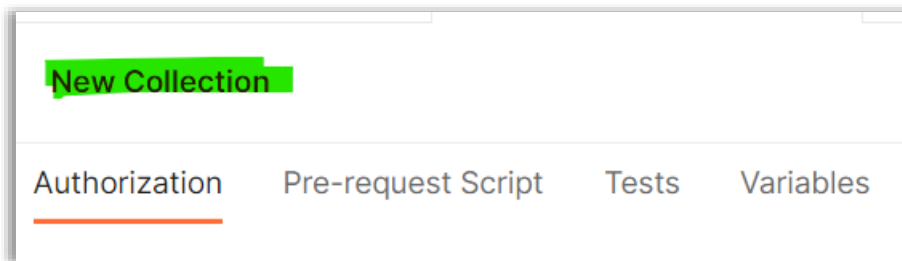 New Collection
Authorization Pre-request Script Tests Variables